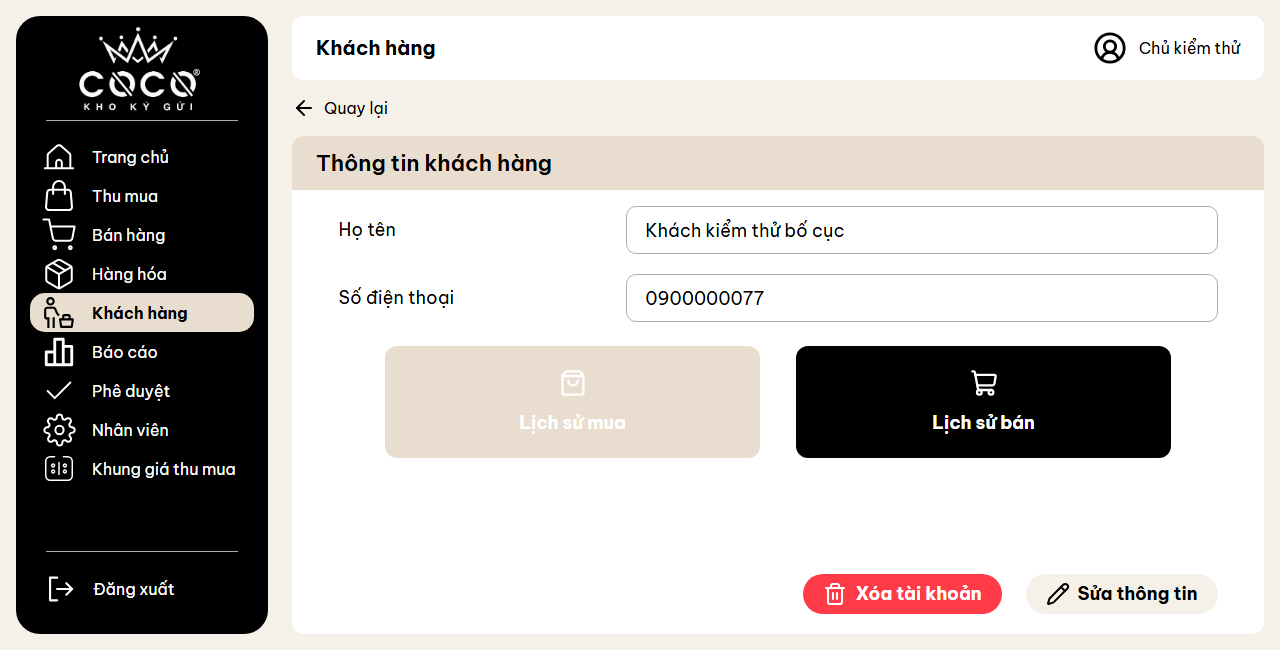 COCO®
KHO KÝ GỬI
Trang chủ
Thu mua
Bán hàng
Hàng hóa
Khách hàng
Báo cáo
Phê duyệt
Nhân viên
Khung giá thu mua
Đăng xuất
Khách hàng
Chủ kiểm thử
Quay lại
Thông tin khách hàng
Họ tên
Khách kiểm thử bố cục
Số điện thoại
0900000077
Lịch sử mua
Lịch sử bán
Xóa tài khoản
Sửa thông tin